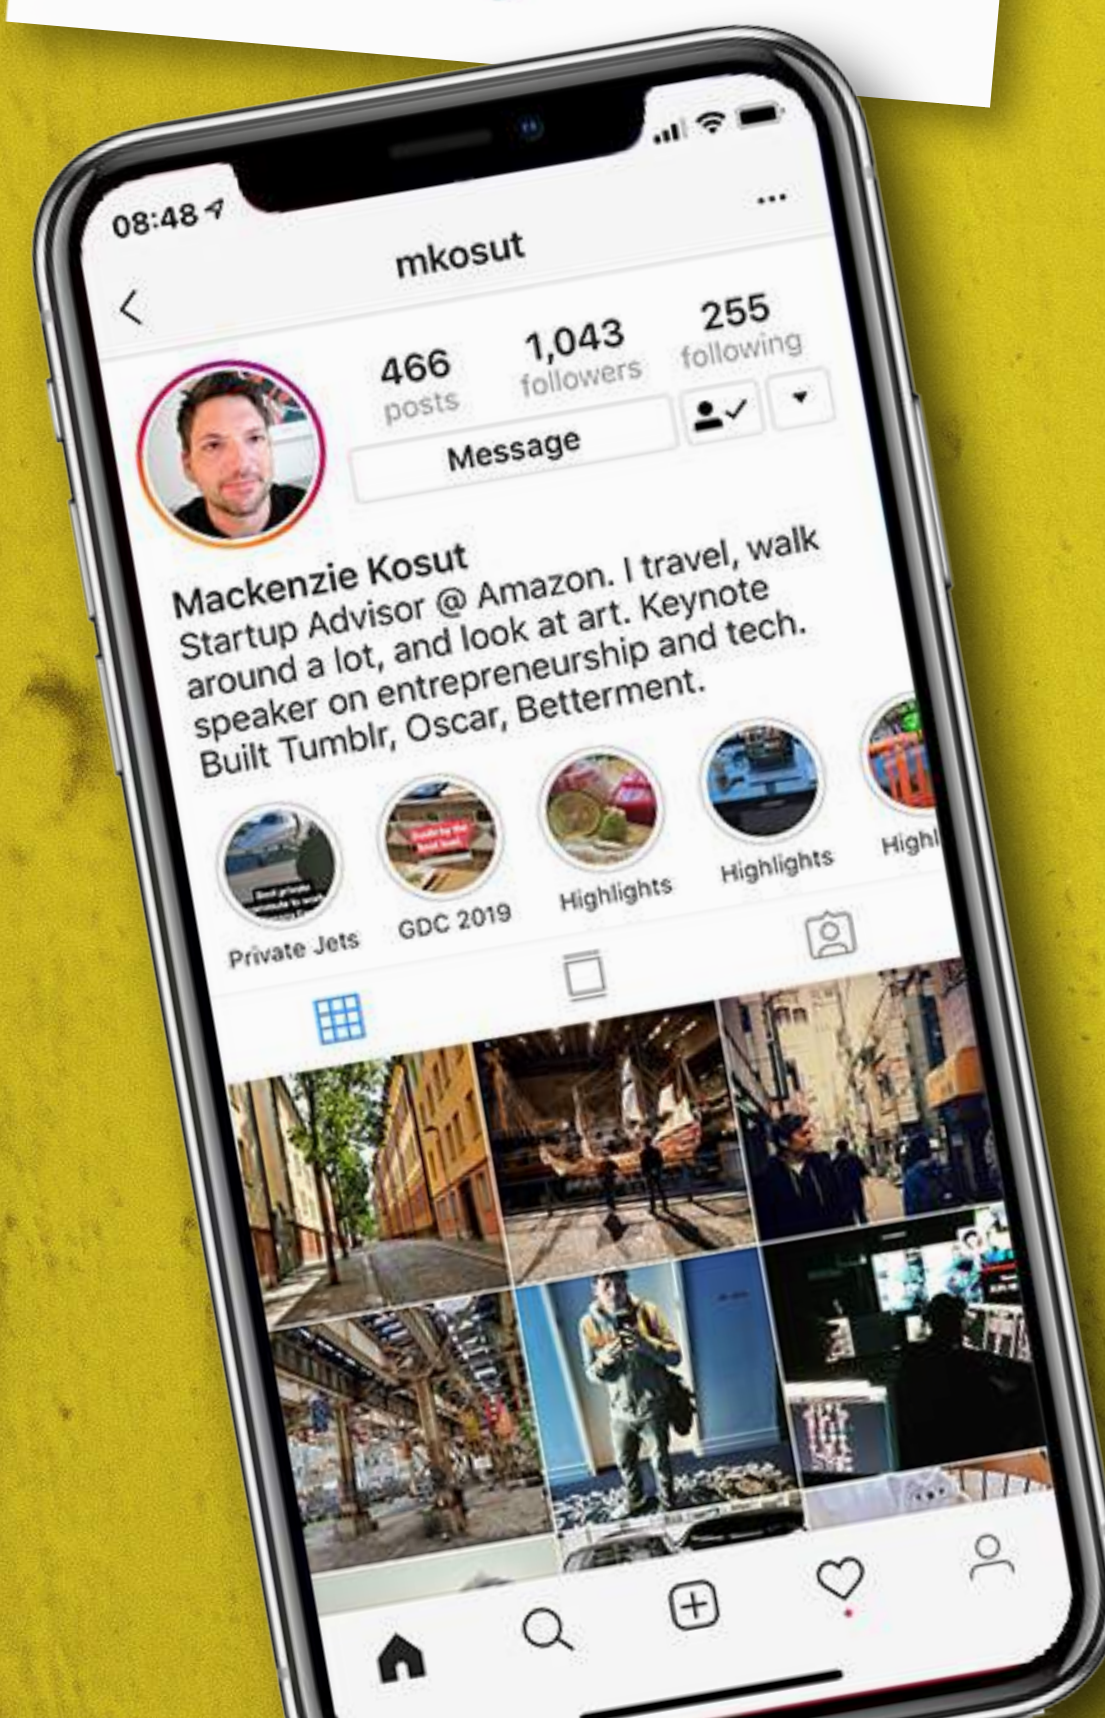 08:48
mkosut
466
posts
1,043
followers
255
following
Message
Mackenzie Kosut
Startup Advisor @ Amazon. I travel, walk
around a lot, and look at art. Keynote
speaker on entrepreneurship and tech.
Built Tumblr, Oscar, Betterment.
Private Jets
GDC 2019
Highlights
Highlights
Highl